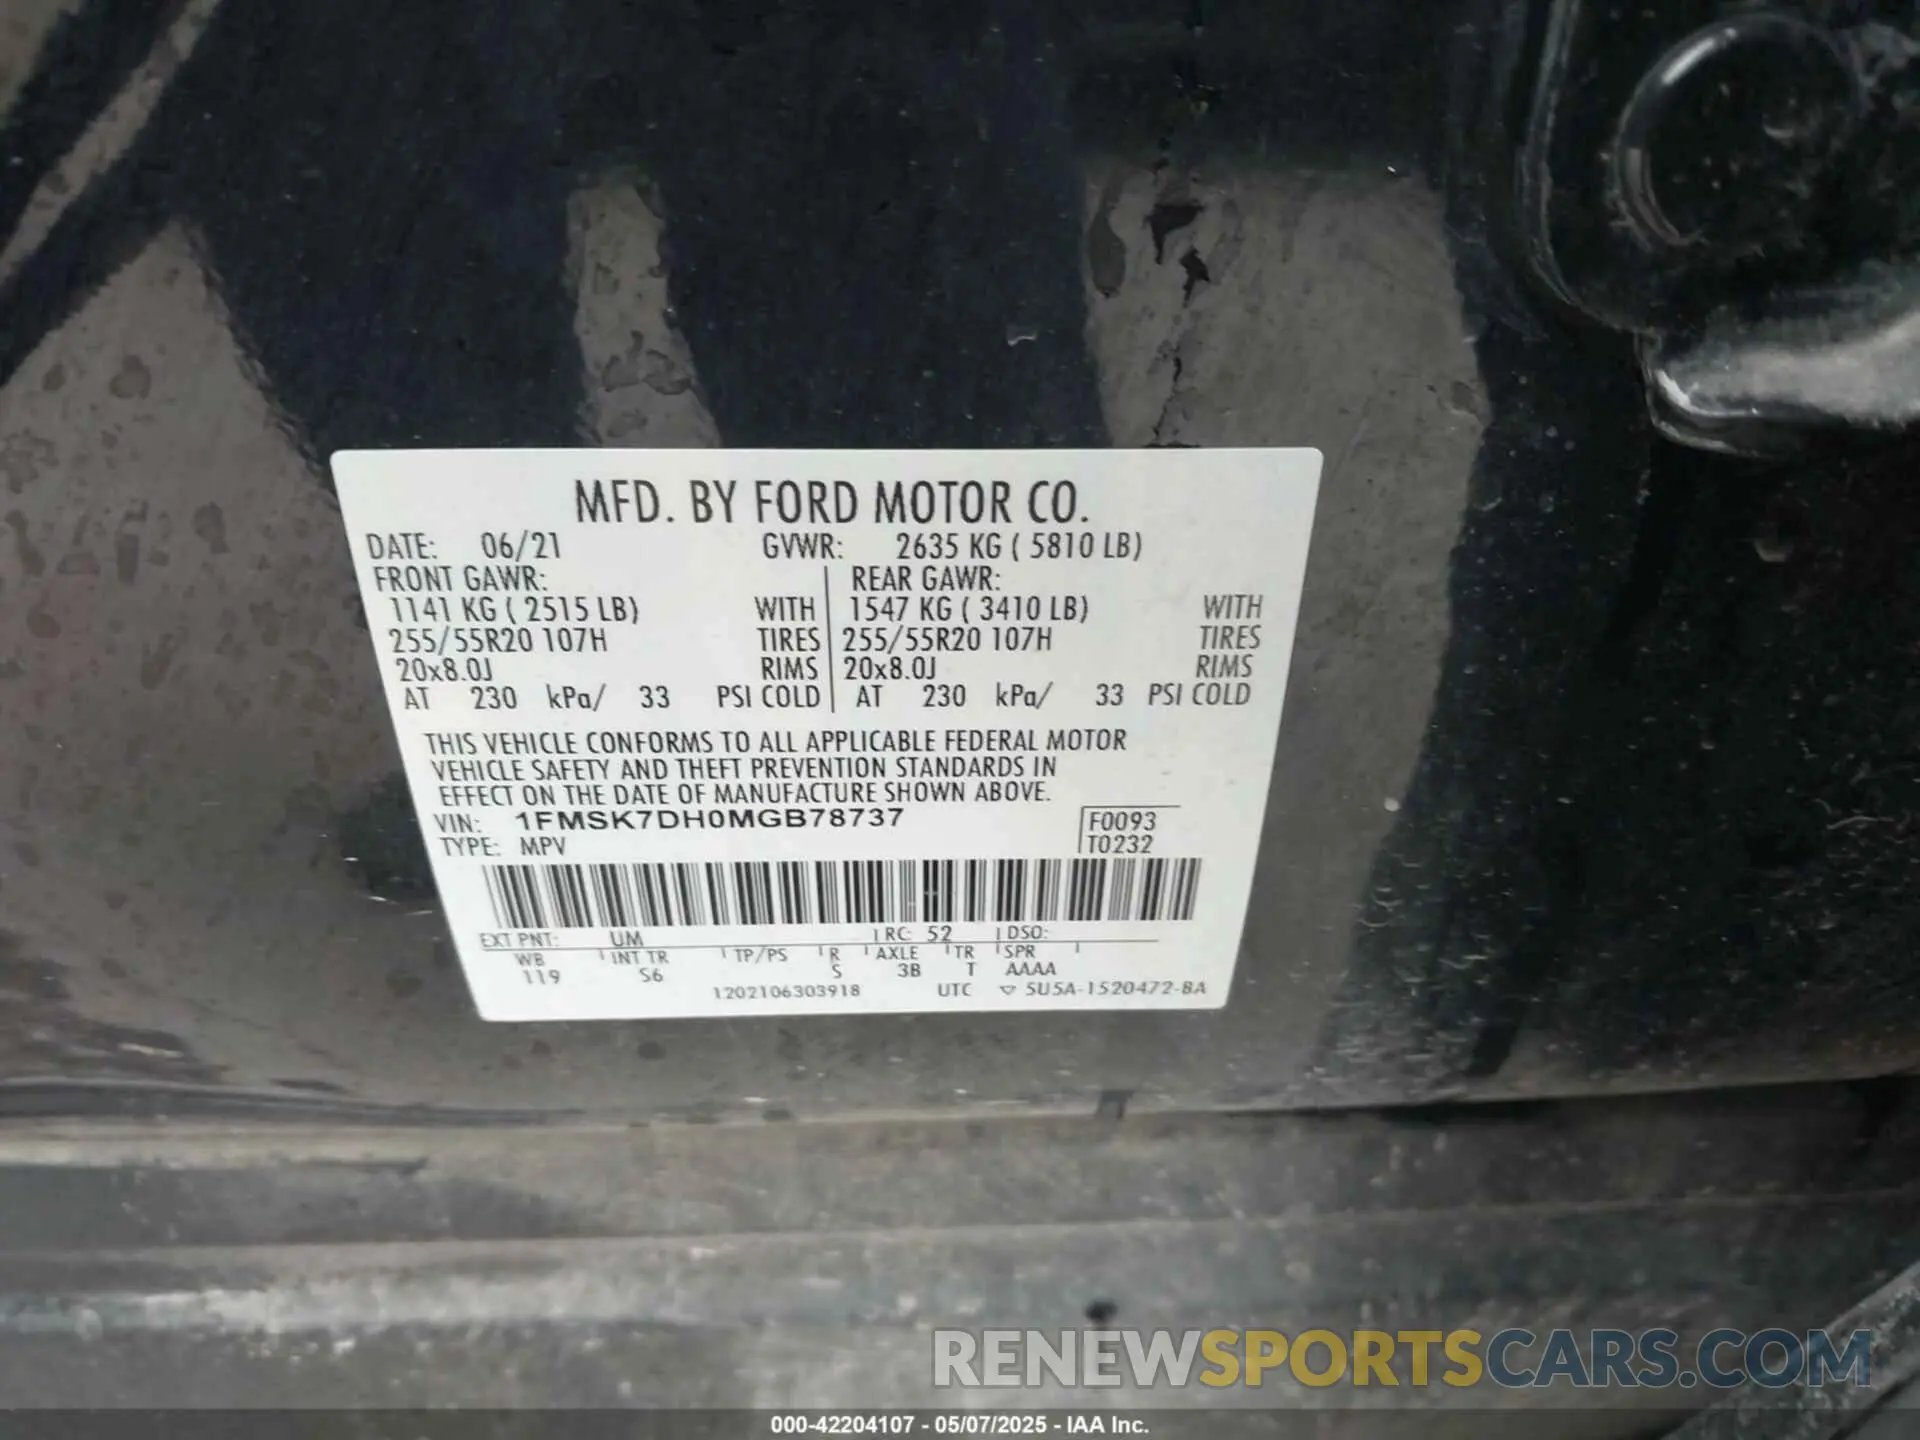 MFD. BY FORD MOTOR CO.
DATE: 06/21 GVWR: 2635 KG ( 5810 LB)
FRONT GAWR: REAR GAWR:
1141 KG ( 2515 LB) WITH 1547 KG ( 3410 LB) WITH
255/55R20 107H TIRES 255/55R20 107H TIRES
20x8.0J RIMS 20x8.0J RIMS
AT 230 kPa/ 33 PSI COLD AT 230 kPa/ 33 PSI COLD
THIS VEHICLE CONFORMS TO ALL APPLICABLE FEDERAL MOTOR
VEHICLE SAFETY AND THEFT PREVENTION STANDARDS IN
EFFECT ON THE DATE OF MANUFACTURE SHOWN ABOVE.
VIN: 1FMSK7DH0MGB78737 F0093
TYPE: MPV T0232
EXT PNT: UM RC: 52 DSO:
WB INT TR TP/PS R AXLE TR SPR
119 S6 S 3B T AAAA
1202106303918 UTC ▽ 5U5A-1520472-BA
RENEWSPORTSCARS.COM
000-42204107 - 05/07/2025 - IAA Inc.